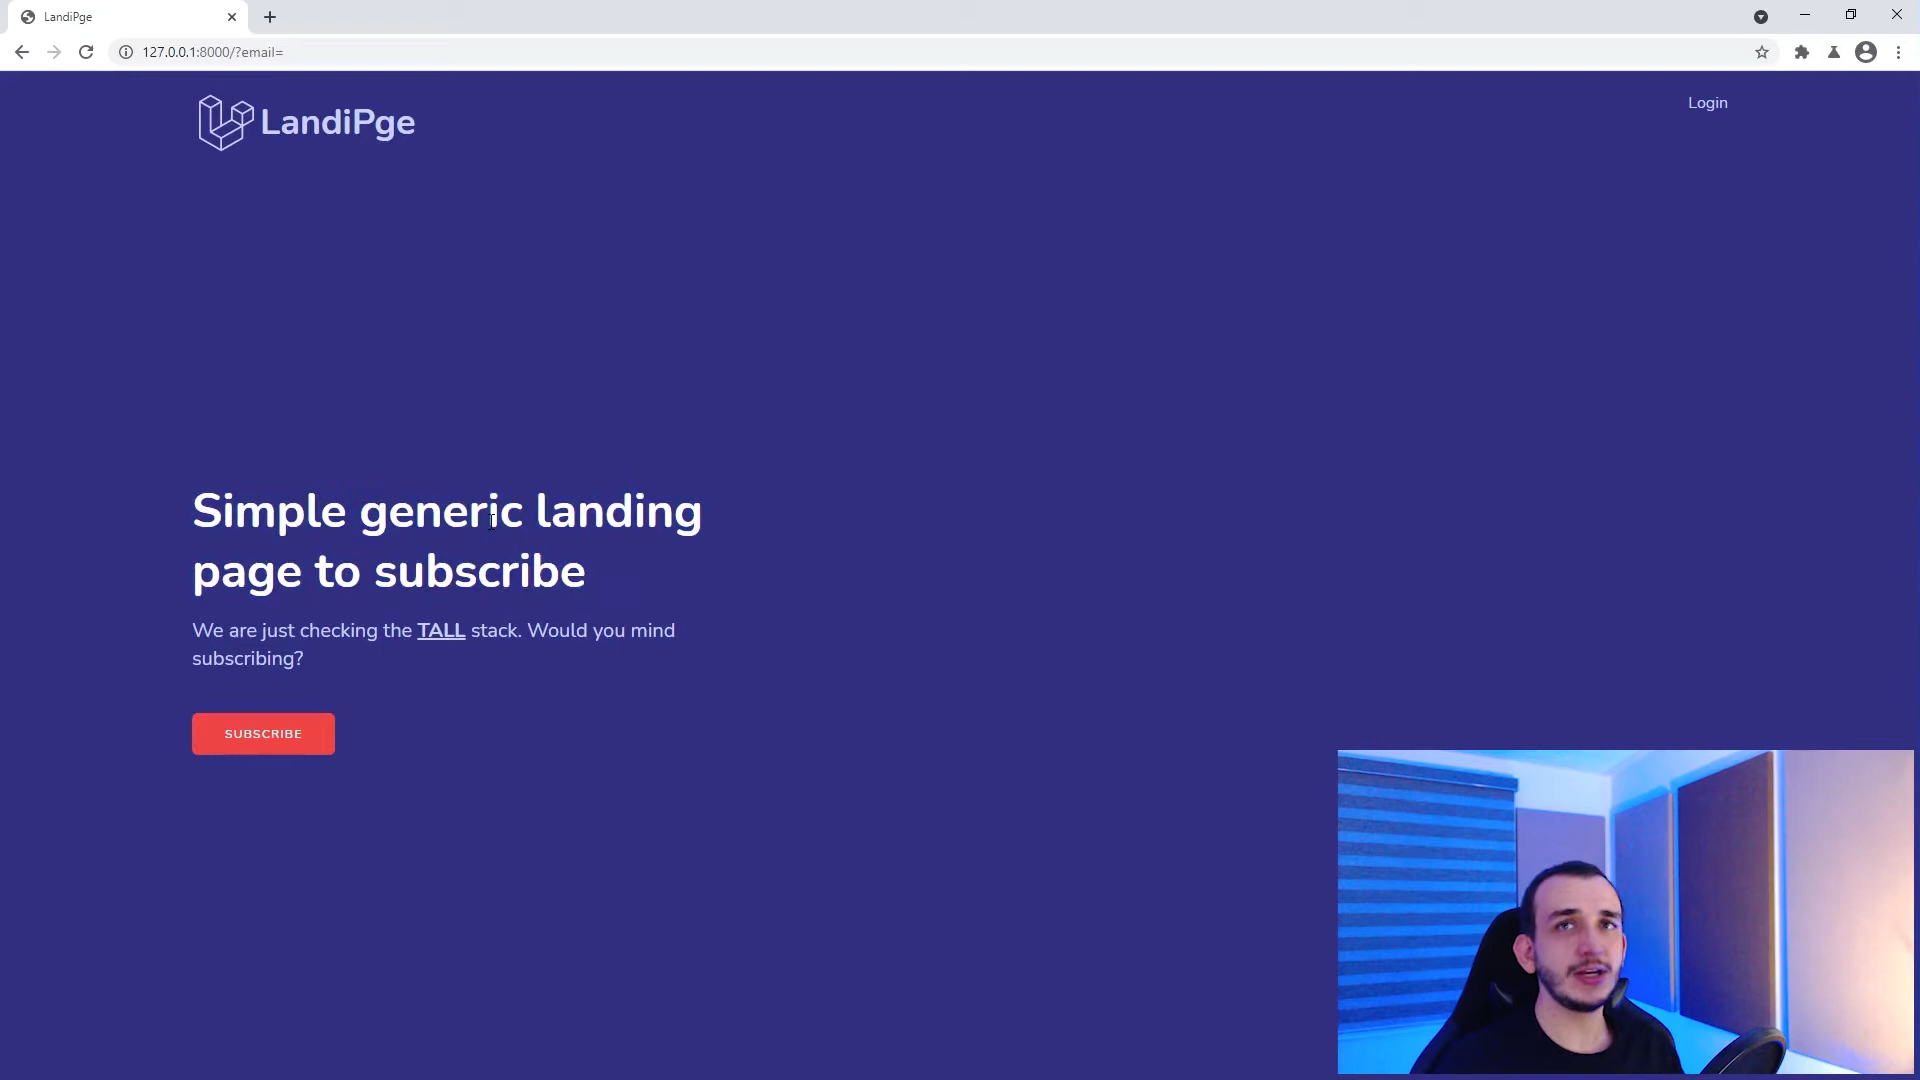 LandiPge
127.0.0.1:8000/?email=
LandiPge
Login
Simple generic landing
page to subscribe
We are just checking the TALL stack. Would you mind
subscribing?
SUBSCRIBE